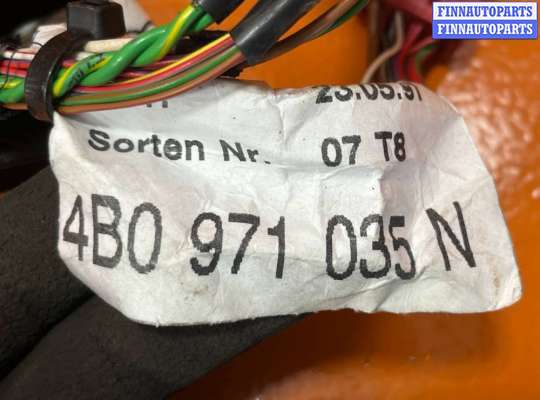 FINNAUTOPARTS
FINNAUTOPARTS
23.05.97
Sorten Nr. 07 T8
4B0 971 035 N